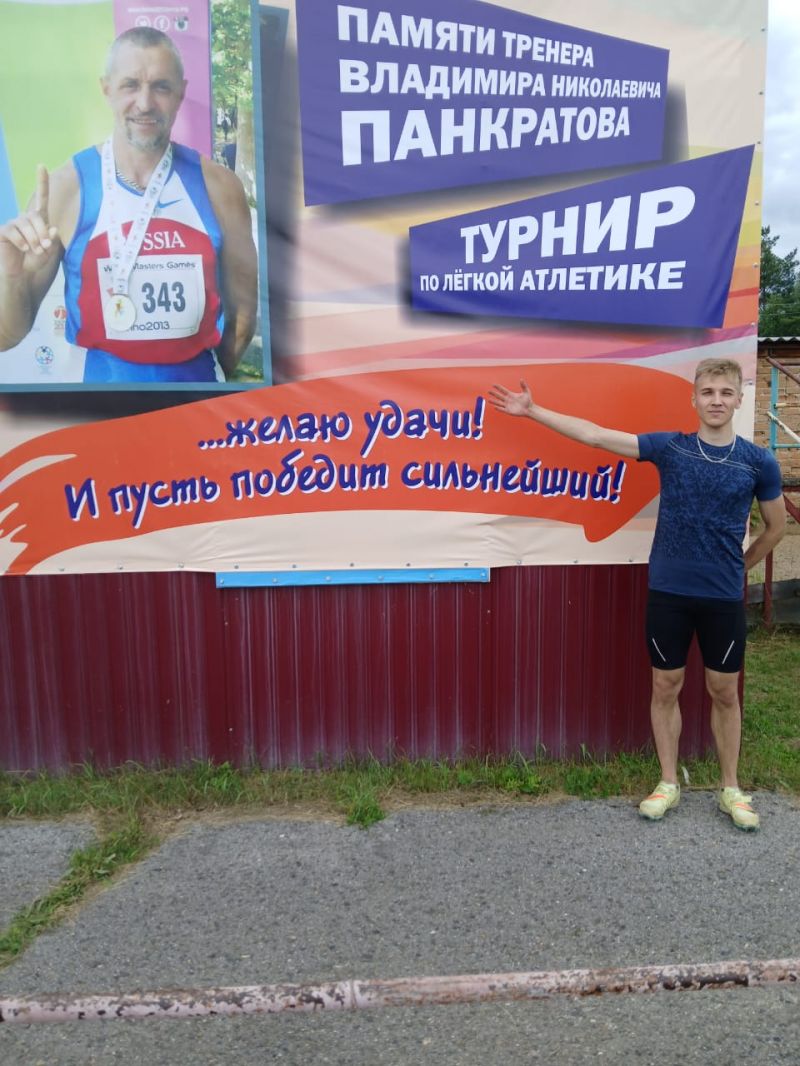 ПАМЯТИ ТРЕНЕРА
ВЛАДИМИРА НИКОЛАЕВИЧА
ПАНКРАТОВА
ТУРНИР
ПО ЛЁГКОЙ АТЛЕТИКЕ
SSIA
Masters Games
343
2013
...желаю удачи!
И пусть победит сильнейший!